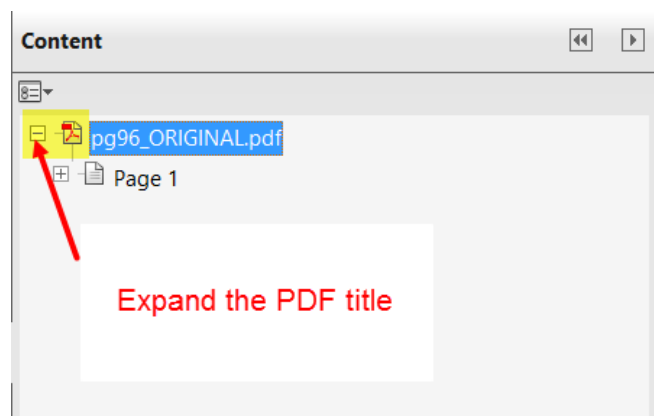 Content
pg96_ORIGINAL.pdf
Page 1
Expand the PDF title